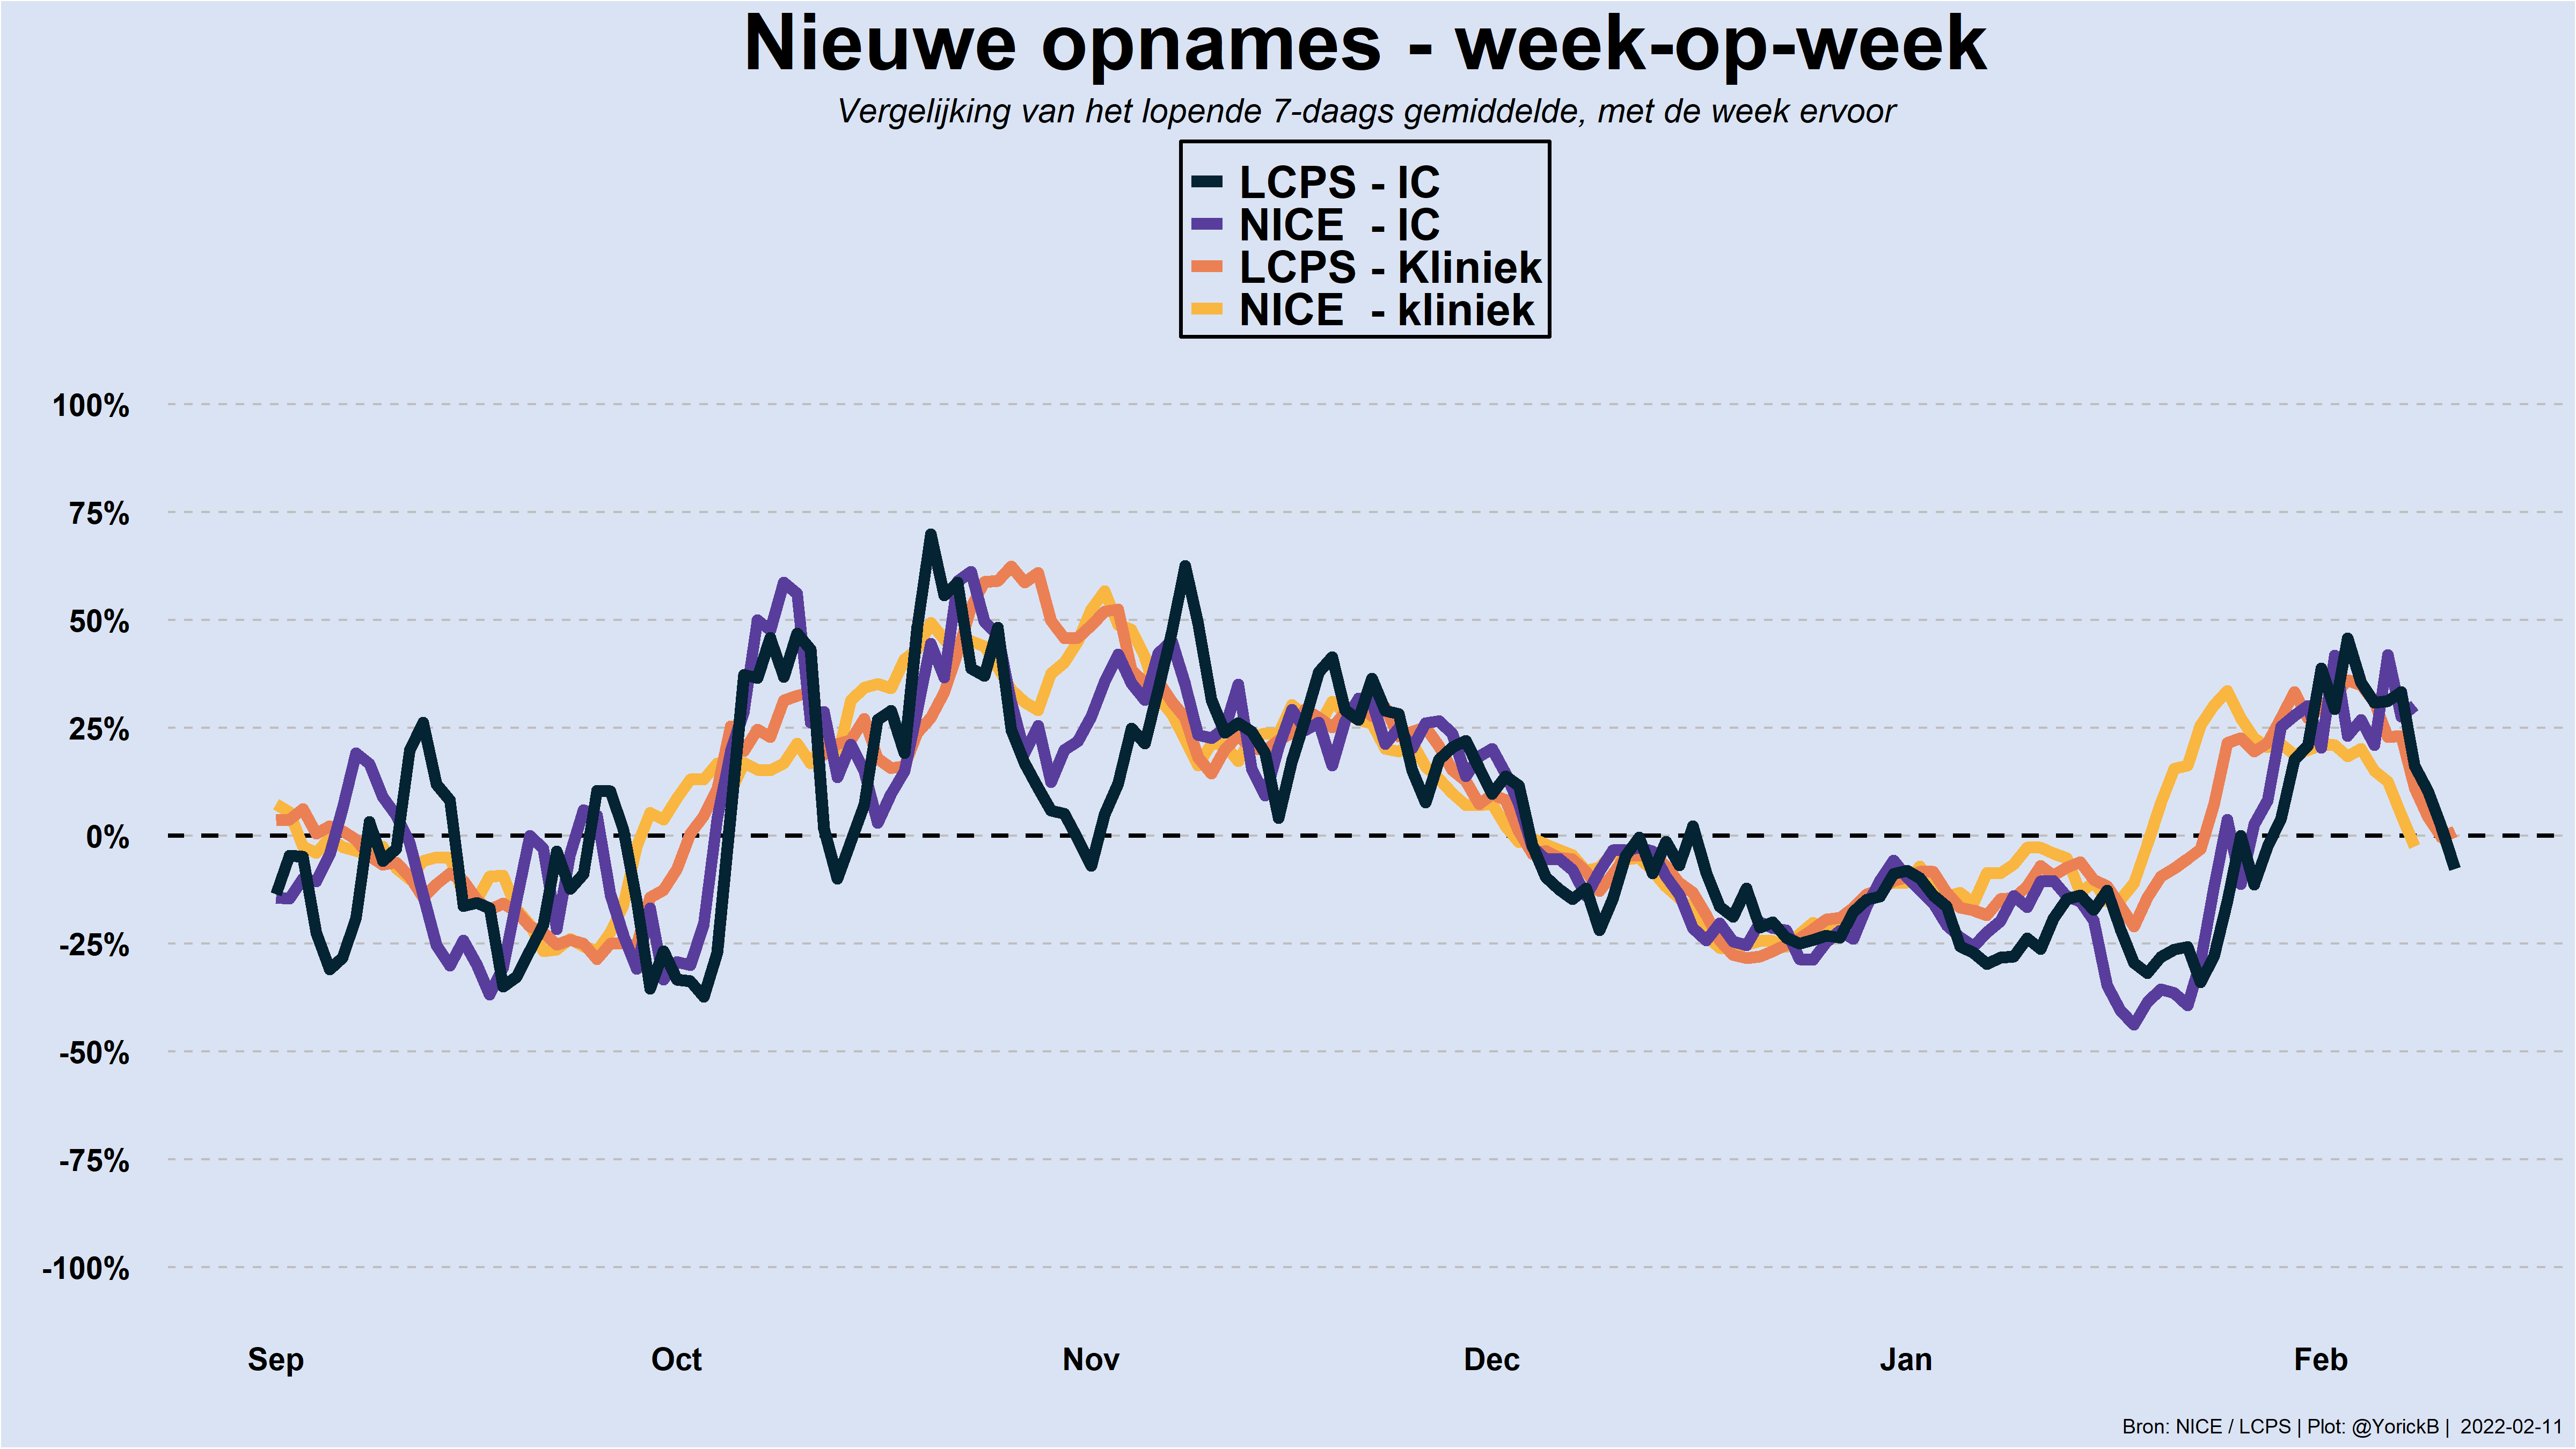 Nieuwe opnames - week-op-week
Vergelijking van het lopende 7-daags gemiddelde, met de week ervoor
LCPS - IC
NICE - IC
LCPS - Kliniek
NICE - kliniek
100%
75%
50%
25%
0%
-25%
-50%
-75%
-100%
Sep Oct Nov Dec Jan Feb
Bron: NICE / LCPS | Plot: @YorickB | 2022-02-11